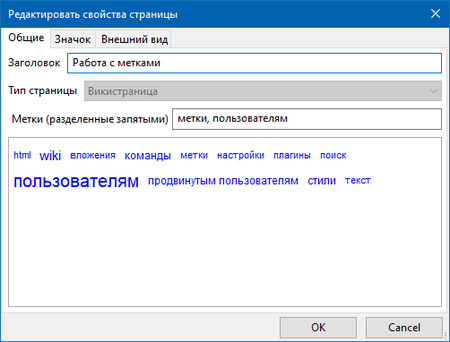 Редактировать свойства страницы
Общие Значок Внешний вид
Заголовок Работа с метками
Тип страницы Викистраница
Метки (разделенные запятыми) метки, пользователям
html wiki вложения команды метки настройки плагины поиск
пользователям продвинутым пользователям стили текст
OK Cancel